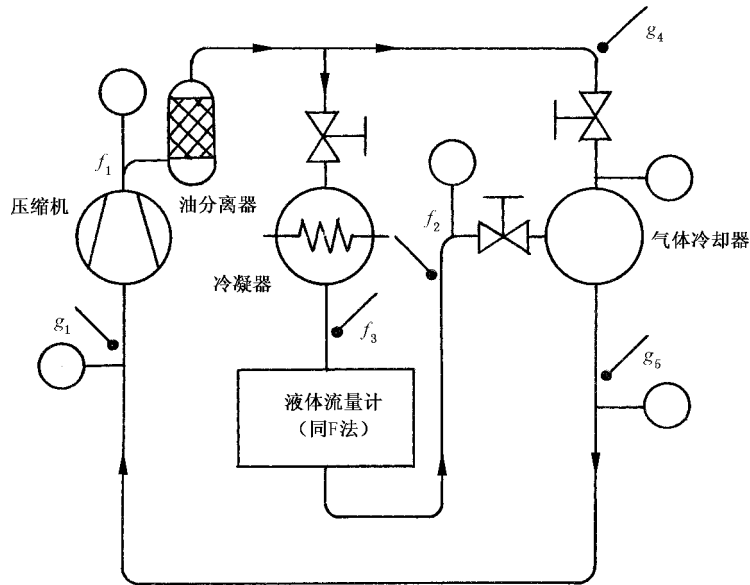 g4
f1
压缩机
油分离器
f2
气体冷却器
冷凝器
g1
f3
g5
液体流量计
（同F法）